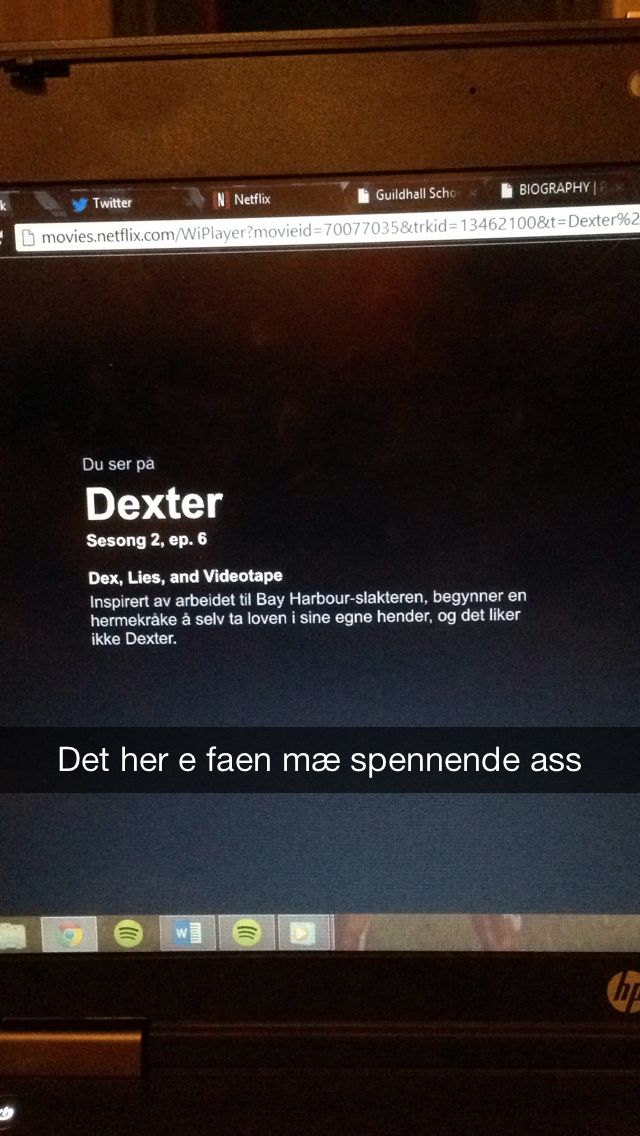 k
Twitter
N Netflix
Guildhall Scho
BIOGRAPHY |
movies.netflix.com/WiPlayer?movieid=70077035&trkid=13462100&t=Dexter%2
Du ser på
Dexter
Sesong 2, ep. 6
Dex, Lies, and Videotape
Inspirert av arbeidet til Bay Harbour-slakteren, begynner en
hermekråke å selv ta loven i sine egne hender, og det liker
ikke Dexter.
Det her e faen mæ spennende ass
W
hp